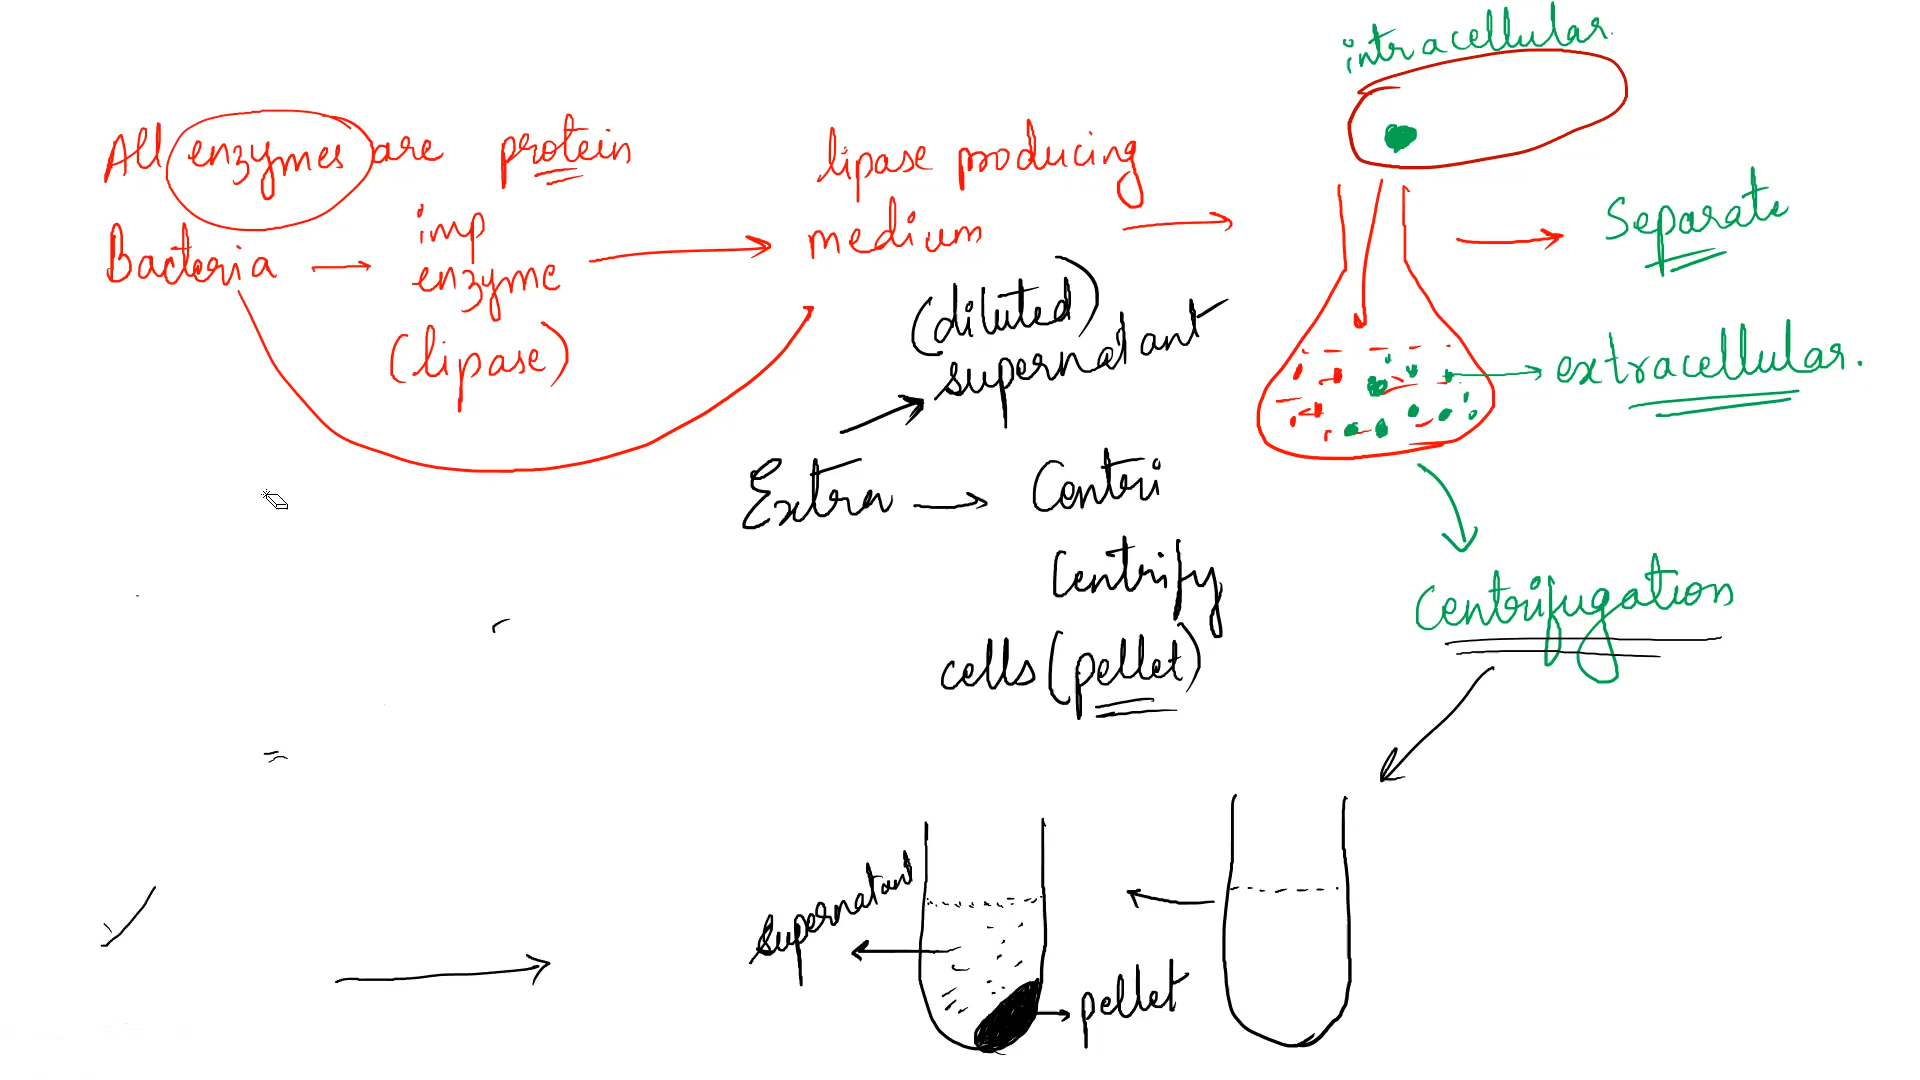 intracellular.
All enzymes are protein
Bacteria
imp
enzyme
(lipase)
lipase producing
medium
Separate
extracellular.
(diluted)
supernatant
Extra
Centri
Centrify
cells (pellet)
Centrifugation
supernatant
pellet